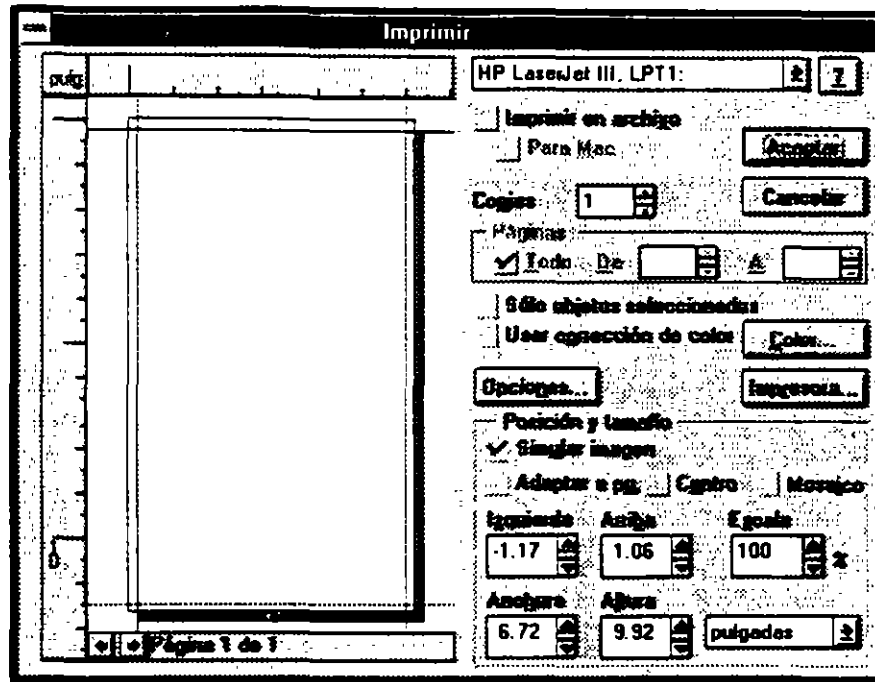 Imprimir
pulg
HP LaserJet III, LPT1:
Imprimir en archivo
Para Mac
Aceptar
Copias 1
Cancelar
Páginas
Todo De A
Sólo objetos seleccionados
Usar corrección de color
Color...
Opciones...
Impresora...
Posición y tamaño
Simular imagen
Adaptar a pg. Centro Mosaico
Izquierda Arriba Escala
-1.17 1.06 100 %
Anchura Altura
6.72 9.92 pulgadas
0
Página 1 de 1